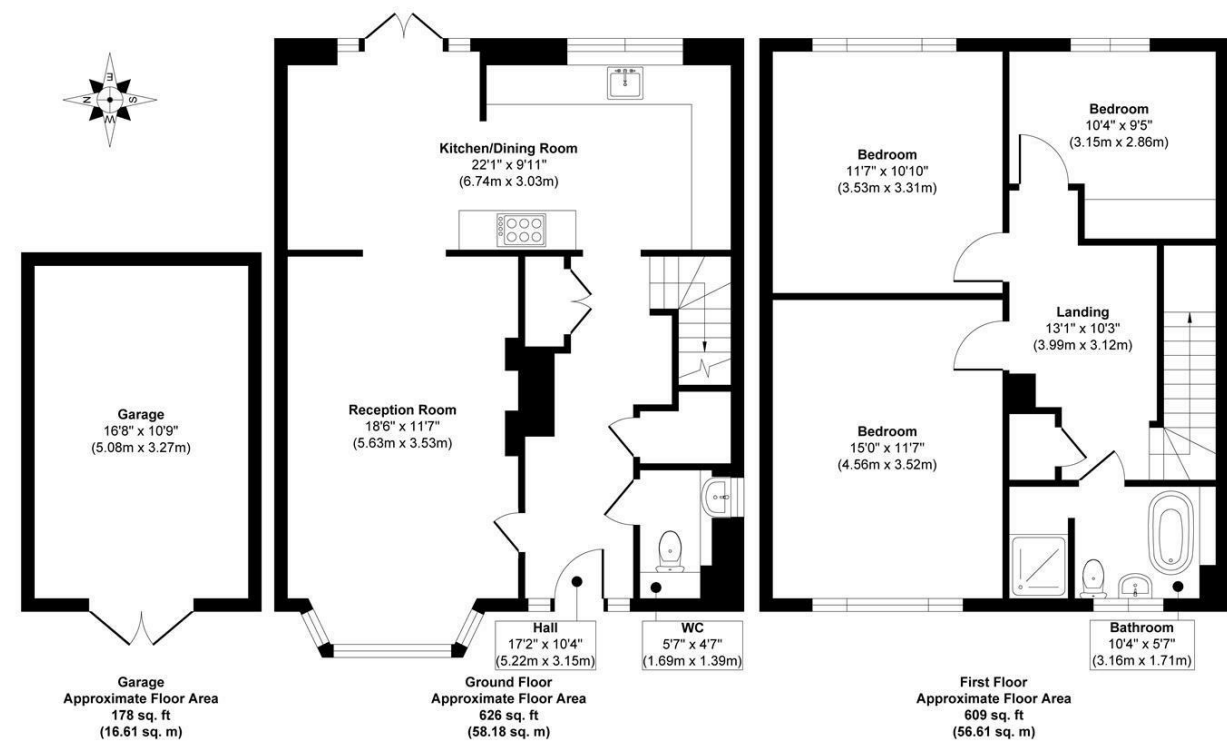 E
N
S
W
Kitchen/Dining Room
22'1" x 9'11"
(6.74m x 3.03m)
Bedroom
11'7" x 10'10"
(3.53m x 3.31m)
Bedroom
10'4" x 9'5"
(3.15m x 2.86m)
Garage
16'8" x 10'9"
(5.08m x 3.27m)
Reception Room
18'6" x 11'7"
(5.63m x 3.53m)
Landing
13'1" x 10'3"
(3.99m x 3.12m)
Bedroom
15'0" x 11'7"
(4.56m x 3.52m)
Hall
17'2" x 10'4"
(5.22m x 3.15m)
WC
5'7" x 4'7"
(1.69m x 1.39m)
Bathroom
10'4" x 5'7"
(3.16m x 1.71m)
Garage
Approximate Floor Area
178 sq. ft
(16.61 sq. m)
Ground Floor
Approximate Floor Area
626 sq. ft
(58.18 sq. m)
First Floor
Approximate Floor Area
609 sq. ft
(56.61 sq. m)